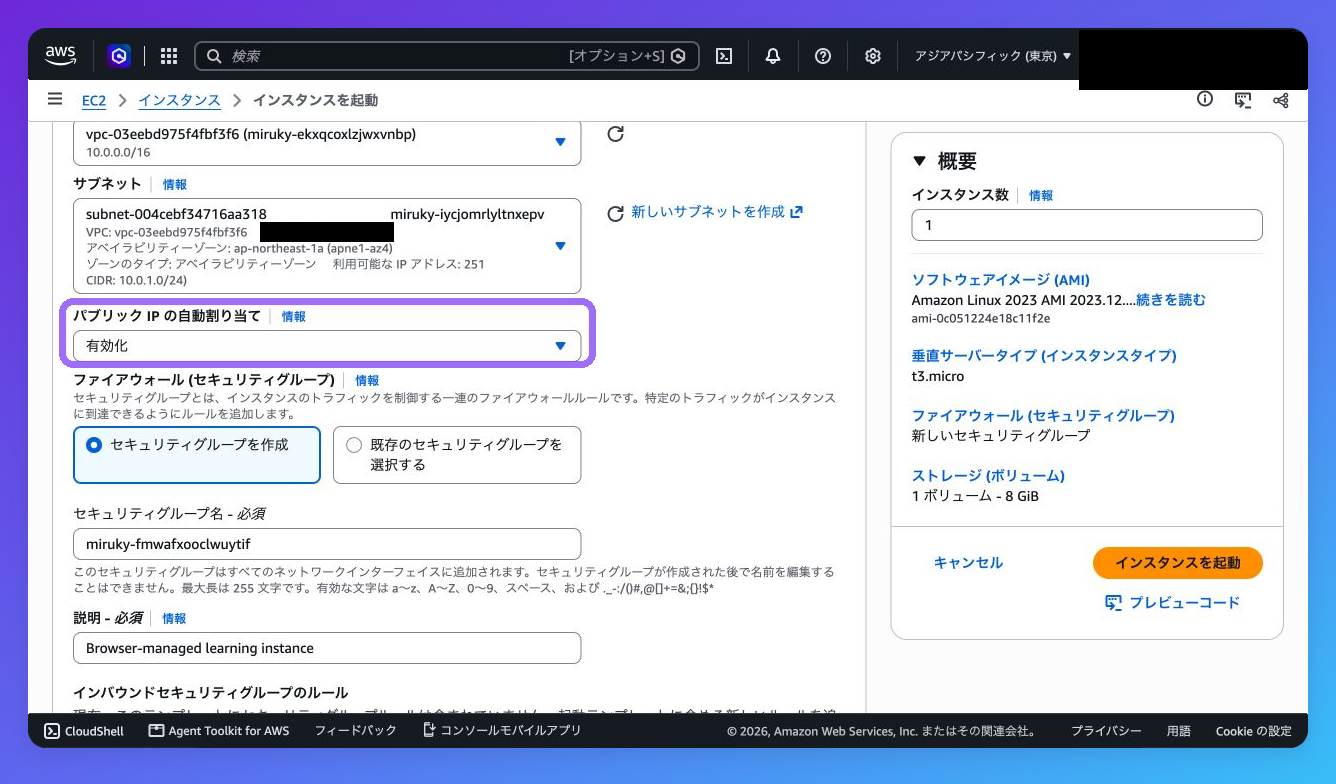 aws
検索
[オプション+S]
アジアパシフィック (東京)
EC2 > インスタンス > インスタンスを起動
vpc-03eebd975f4fbf3f6 (miruky-ekxqcoxlzjwxvnbp)
10.0.0.0/16
サブネット 情報
subnet-004cebf34716aa318 miruky-iycjomrlyltnxepv
VPC: vpc-03eebd975f4fbf3f6
アベイラビリティーゾーン: ap-northeast-1a (apne1-az4)
ゾーンのタイプ: アベイラビリティーゾーン 利用可能な IP アドレス: 251
CIDR: 10.0.1.0/24)
新しいサブネットを作成
パブリック IP の自動割り当て 情報
有効化
ファイアウォール (セキュリティグループ) 情報
セキュリティグループとは、インスタンスのトラフィックを制御する一連のファイアウォールルールです。特定のトラフィックがインスタンス
に到達できるようにルールを追加します。
セキュリティグループを作成
既存のセキュリティグループを
選択する
セキュリティグループ名 - 必須
miruky-fmwafxooclwuytif
このセキュリティグループはすべてのネットワークインターフェイスに追加されます。セキュリティグループが作成された後で名前を編集する
ことはできません。最大長は 255 文字です。有効な文字は a～z、A～Z、0～9、スペース、および ._-:/()#,@[]+=&;{}!$*
説明 - 必須 情報
Browser-managed learning instance
インバウンドセキュリティグループのルール
概要
インスタンス数 情報
1
ソフトウェアイメージ (AMI)
Amazon Linux 2023 AMI 2023.12....続きを読む
ami-0c051224e18c11f2e
垂直サーバータイプ (インスタンスタイプ)
t3.micro
ファイアウォール (セキュリティグループ)
新しいセキュリティグループ
ストレージ (ボリューム)
1 ボリューム - 8 GiB
キャンセル
インスタンスを起動
プレビューコード
CloudShell
Agent Toolkit for AWS
フィードバック
コンソールモバイルアプリ
© 2026, Amazon Web Services, Inc. またはその関連会社。
プライバシー
用語
Cookie の設定